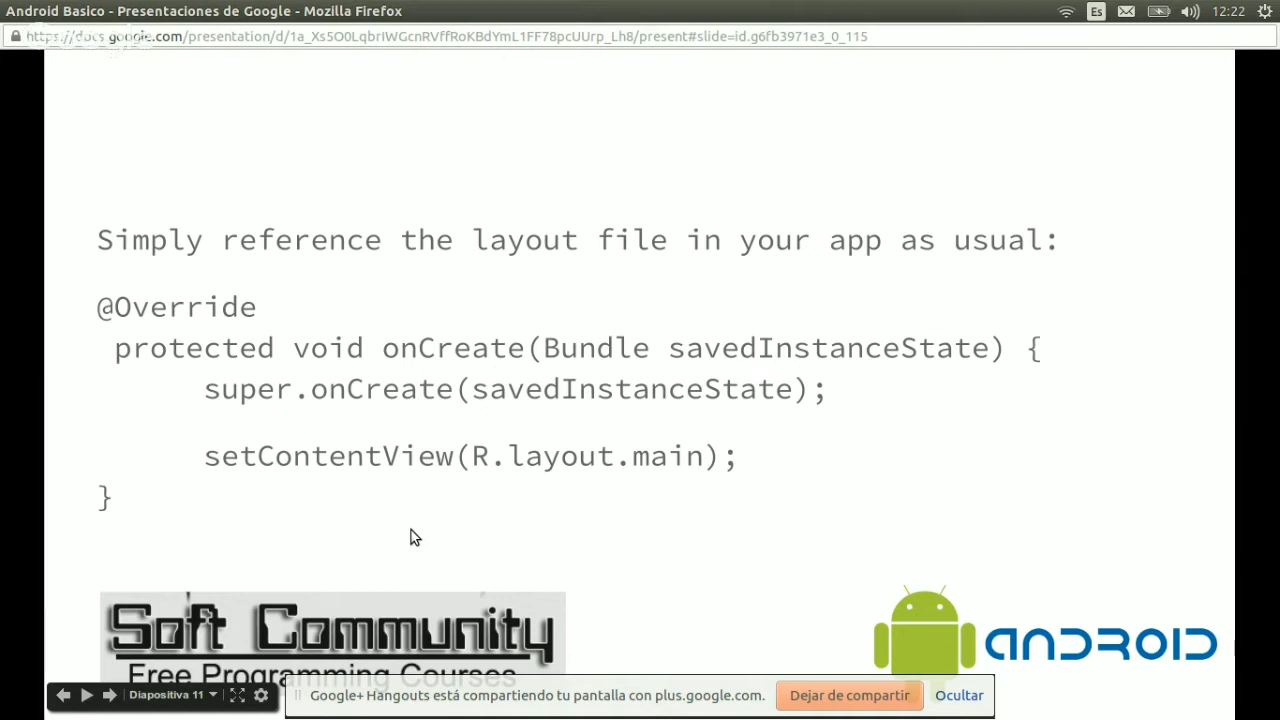 Android Basico - Presentaciones de Google - Mozilla Firefox
Es
12:22
https://docs.google.com/presentation/d/1a_Xs5O0LqbrIWGcnRVffRoKBdYmL1FF78pcUUrp_Lh8/present#slide=id.g6fb3971e3_0_115
Simply reference the layout file in your app as usual:
@Override
protected void onCreate(Bundle savedInstanceState) {
super.onCreate(savedInstanceState);
setContentView(R.layout.main);
}
Soft Community
Free Programming Courses
ANDROID
Diapositiva 11
Google+ Hangouts está compartiendo tu pantalla con plus.google.com.
Dejar de compartir
Ocultar